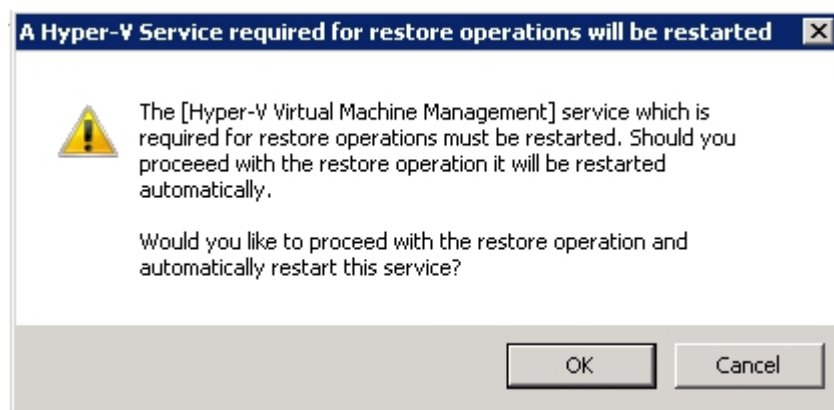 A Hyper-V Service required for restore operations will be restarted
The [Hyper-V Virtual Machine Management] service which is
required for restore operations must be restarted. Should you
proceeed with the restore operation it will be restarted
automatically.
Would you like to proceed with the restore operation and
automatically restart this service?
OK
Cancel